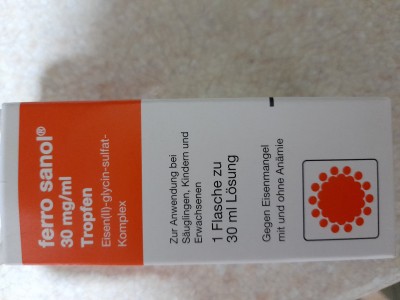 ferro sanol®
30 mg/ml
Tropfen
Eisen(II)-glycin-sulfat-
Komplex
Zur Anwendung bei
Säuglingen, Kindern und
Erwachsenen
1 Flasche zu
30 ml Lösung
Gegen Eisenmangel
mit und ohne Anämie